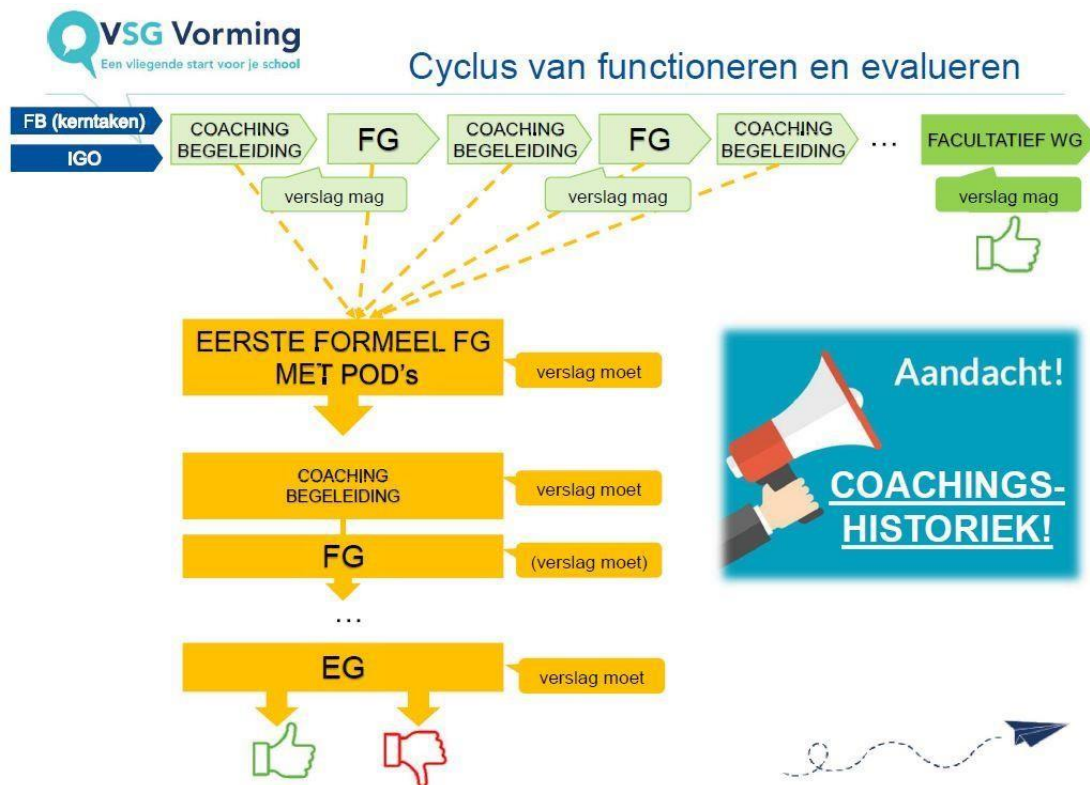 VSG Vorming
Een vliegende start voor je school
Cyclus van functioneren en evalueren
FB (kerntaken)
IGO
COACHING
BEGELEIDING
FG
COACHING
BEGELEIDING
FG
COACHING
BEGELEIDING
...
FACULTATIEF WG
verslag mag
verslag mag
verslag mag
EERSTE FORMEEL FG
MET POD's
verslag moet
COACHING
BEGELEIDING
verslag moet
FG
(verslag moet)
...
EG
verslag moet
Aandacht!
COACHINGS-
HISTORIEK!